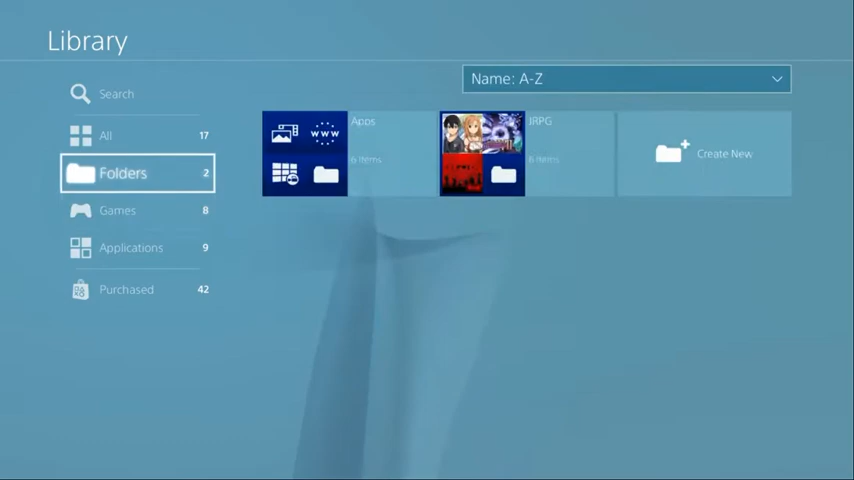 Library
Name: A-Z
Search
All 17
Folders 2
Games 8
Applications 9
Purchased 42
Apps
6 Items
www
JRPG
6 Items
Create New